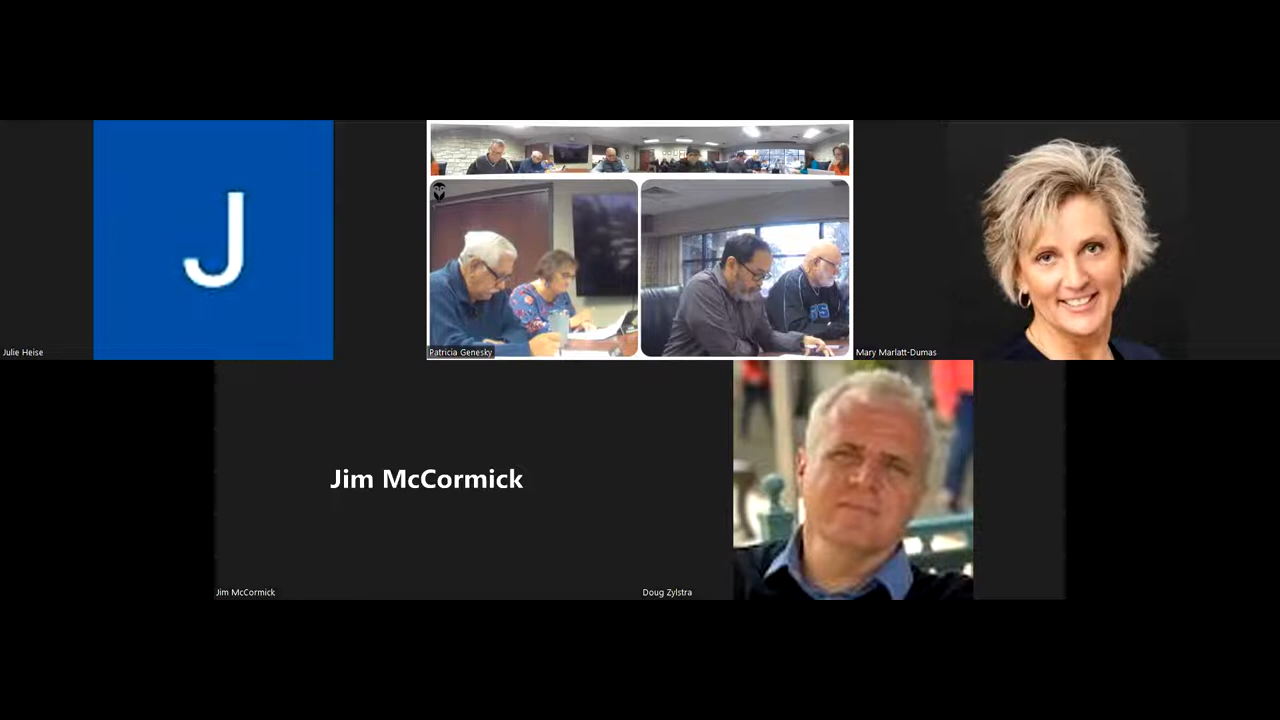 J
Julie Heise
Patricia Genesky
Mary Marlatt-Dumas
Jim McCormick
Jim McCormick
Doug Zylstra